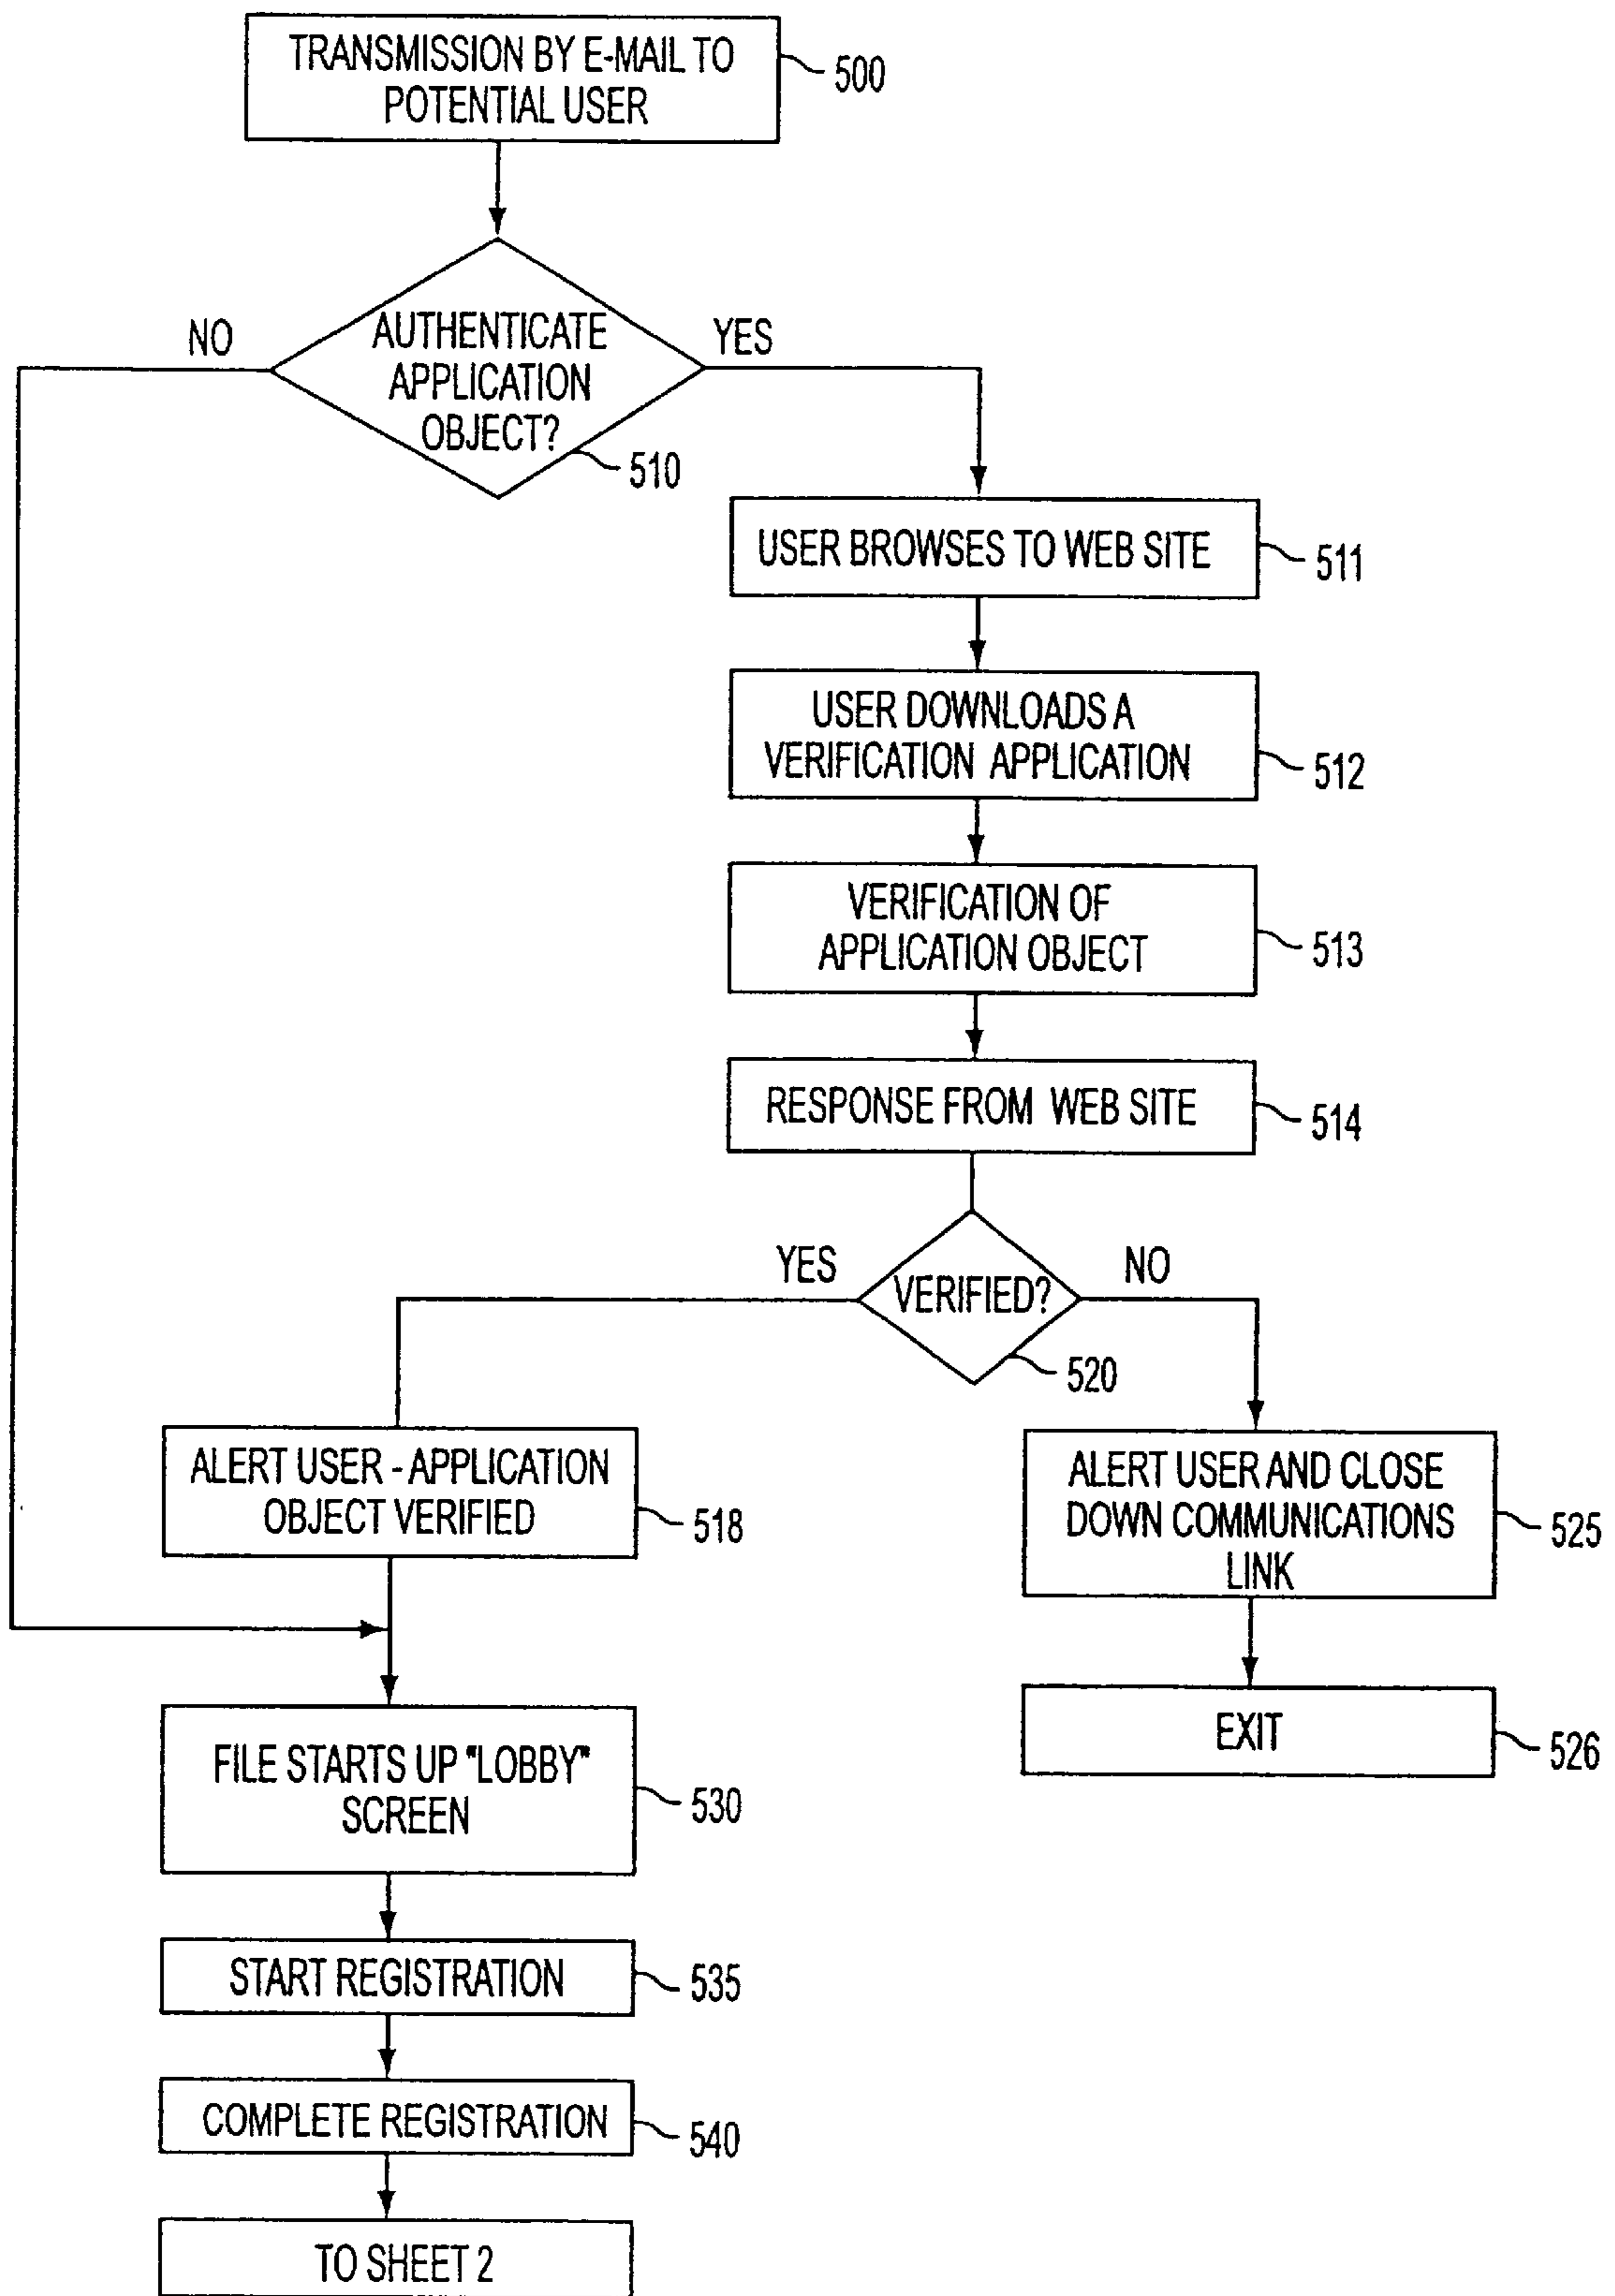 TRANSMISSION BY E-MAIL TO
POTENTIAL USER
500
NO
AUTHENTICATE
APPLICATION
OBJECT?
YES
510
USER BROWSES TO WEB SITE
511
USER DOWNLOADS A
VERIFICATION APPLICATION
512
VERIFICATION OF
APPLICATION OBJECT
513
RESPONSE FROM WEB SITE
514
YES
VERIFIED?
NO
520
ALERT USER - APPLICATION
OBJECT VERIFIED
518
ALERT USER AND CLOSE
DOWN COMMUNICATIONS
LINK
525
EXIT
526
FILE STARTS UP "LOBBY"
SCREEN
530
START REGISTRATION
535
COMPLETE REGISTRATION
540
TO SHEET 2